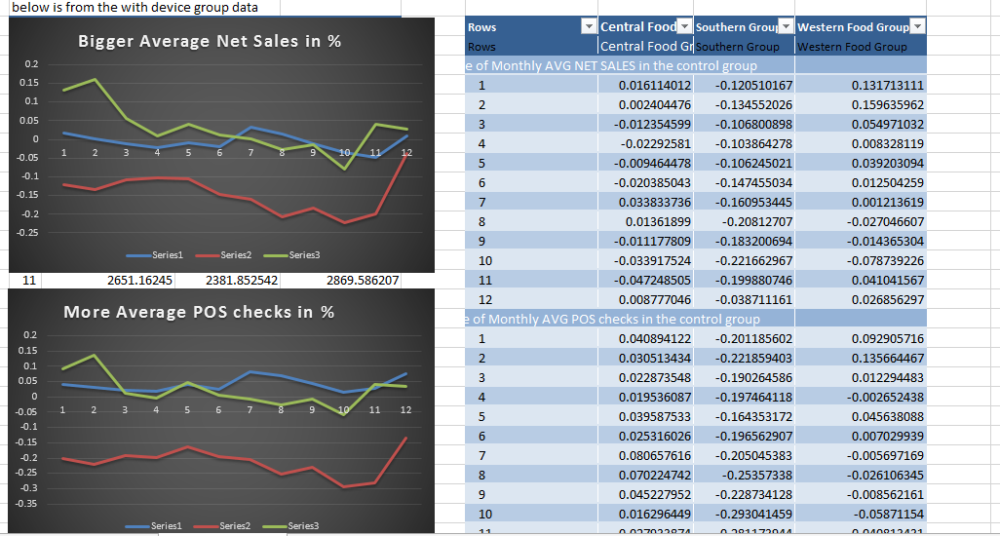 below is from the with device group data
Bigger Average Net Sales in %
0.2
0.15
0.1
0.05
0
-0.05
-0.1
-0.15
-0.2
-0.25
1 2 3 4 5 6 7 8 9 10 11 12
Series1 Series2 Series3
11 2651.16245 2381.852542 2869.586207
More Average POS checks in %
0.2
0.15
0.1
0.05
0
-0.05
-0.1
-0.15
-0.2
-0.25
-0.3
-0.35
1 2 3 4 5 6 7 8 9 10 11 12
Series1 Series2 Series3
Rows Central Food Southern Group Western Food Group
Rows Central Food Gr Southern Group Western Food Group
e of Monthly AVG NET SALES in the control group
1 0.016114012 -0.120510167 0.131713111
2 0.002404476 -0.134552026 0.159635962
3 -0.012354599 -0.106800898 0.054971032
4 -0.02292581 -0.103864278 0.008328119
5 -0.009464478 -0.106245021 0.039203094
6 -0.020385043 -0.147455034 0.012504259
7 0.033833736 -0.160953445 0.001213619
8 0.01361899 -0.20812707 -0.027046607
9 -0.011177809 -0.183200694 -0.014365304
10 -0.033917524 -0.221662967 -0.078739226
11 -0.047248505 -0.199880746 0.041041567
12 0.008777046 -0.038711161 0.026856297
e of Monthly AVG POS checks in the control group
1 0.040894122 -0.201185602 0.092905716
2 0.030513434 -0.221859403 0.135664467
3 0.022873548 -0.190264586 0.012294483
4 0.019536087 -0.197464118 -0.002652438
5 0.039587533 -0.164353172 0.045638088
6 0.025316026 -0.196562907 0.007029939
7 0.080657616 -0.205045383 -0.005697169
8 0.070224742 -0.25357338 -0.026106345
9 0.045227952 -0.228734128 -0.008562161
10 0.016296449 -0.293041459 -0.05871154
11